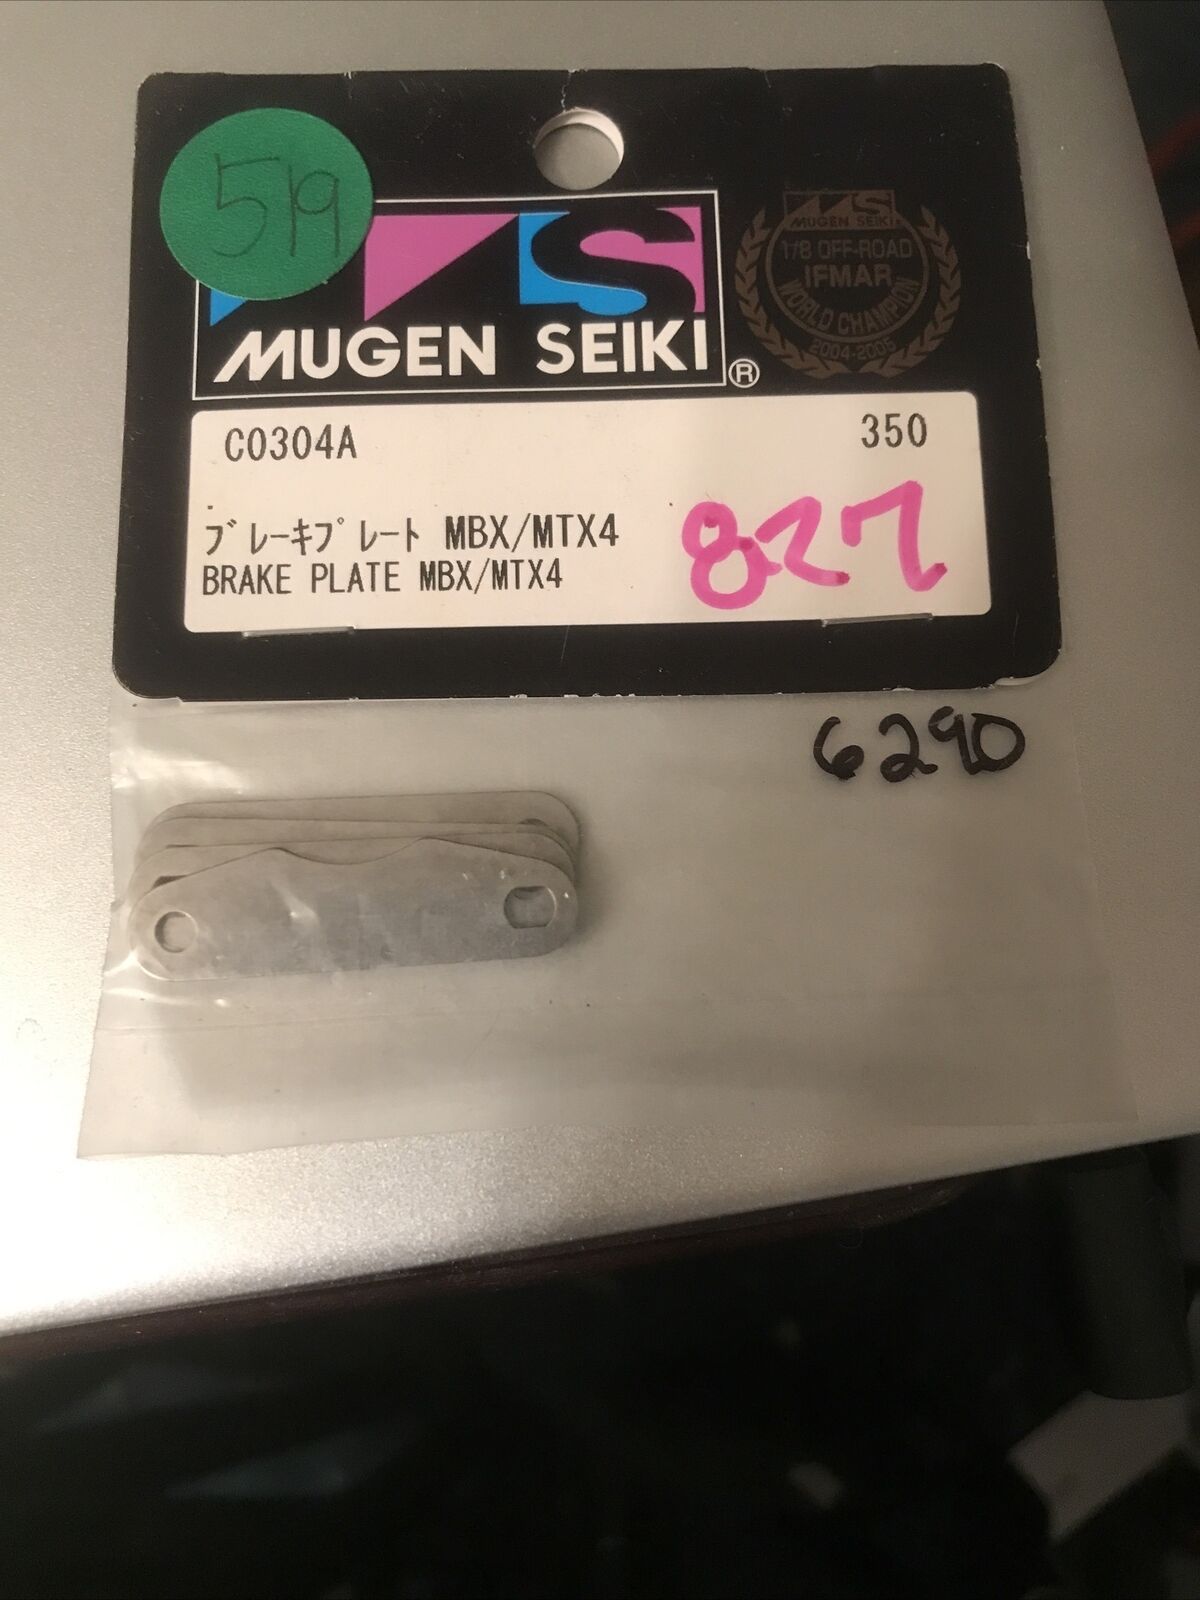 519
MS
MUGEN SEIKI ®
MUGEN SEIKI
1/8 OFF-ROAD
IFMAR
WORLD CHAMPION
2004-2005
C0304A 350
ブレーキプレート MBX/MTX4
BRAKE PLATE MBX/MTX4
827
6290